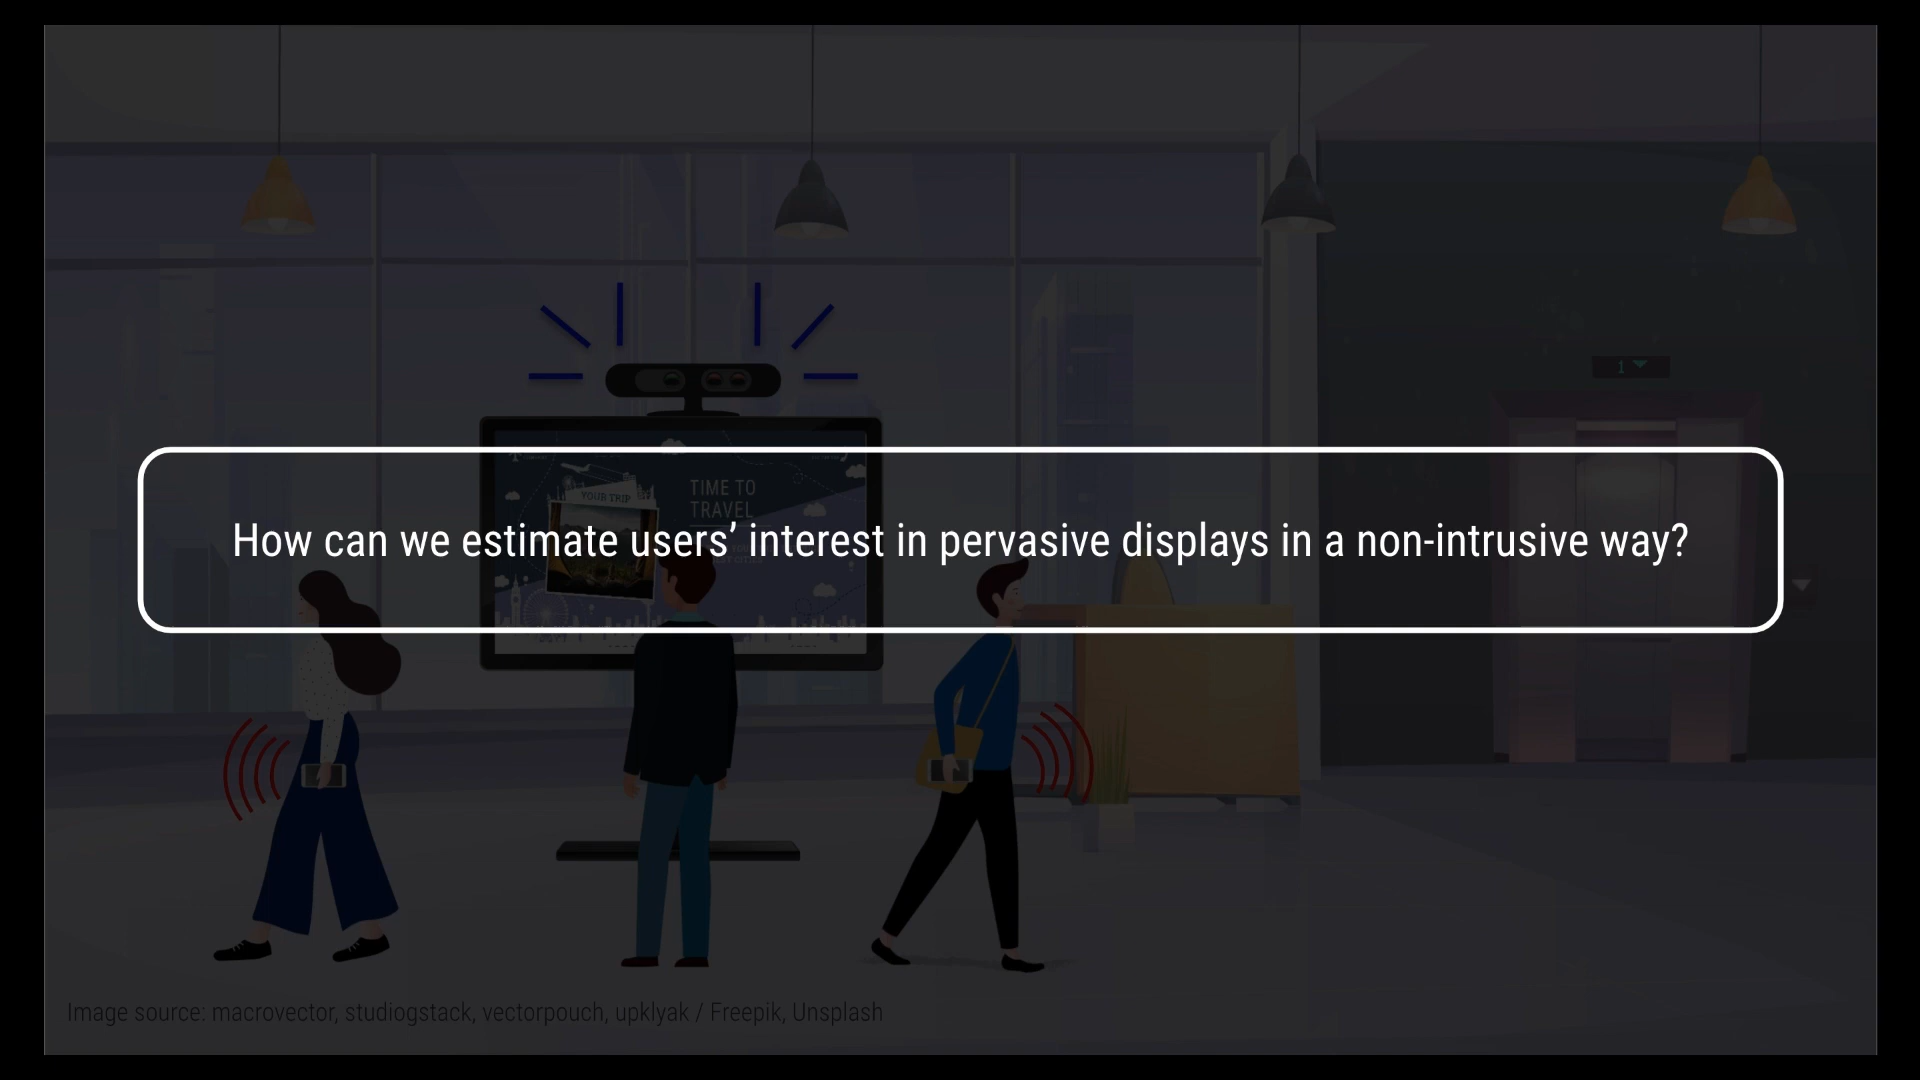 1
YOUR TRIP
TIME TO
TRAVEL
How can we estimate users’ interest in pervasive displays in a non-intrusive way?
Image source: macrovector, studiogstack, vectorpouch, upklyak / Freepik, Unsplash